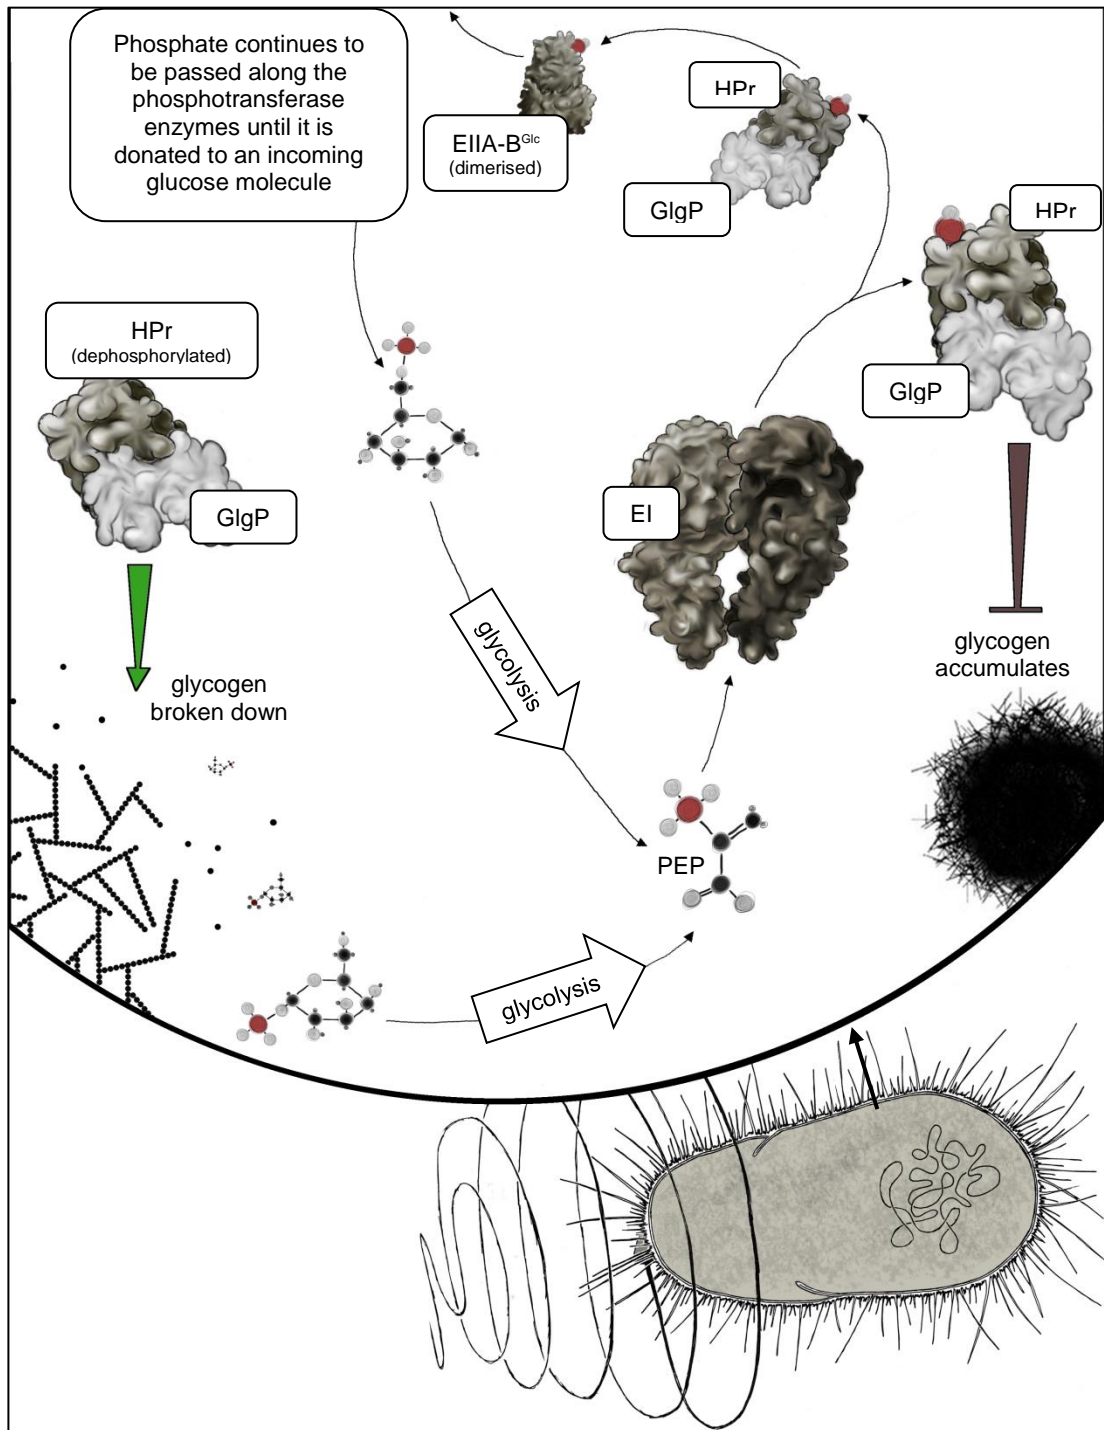 Phosphate continues to
be passed along the
phosphotransferase
enzymes until it is
donated to an incoming
glucose molecule
EIIA-B^Glc
(dimerised)
HPr
GlgP
HPr
GlgP
HPr
(dephosphorylated)
GlgP
EI
glycogen
broken down
glycolysis
glycogen
accumulates
PEP
glycolysis